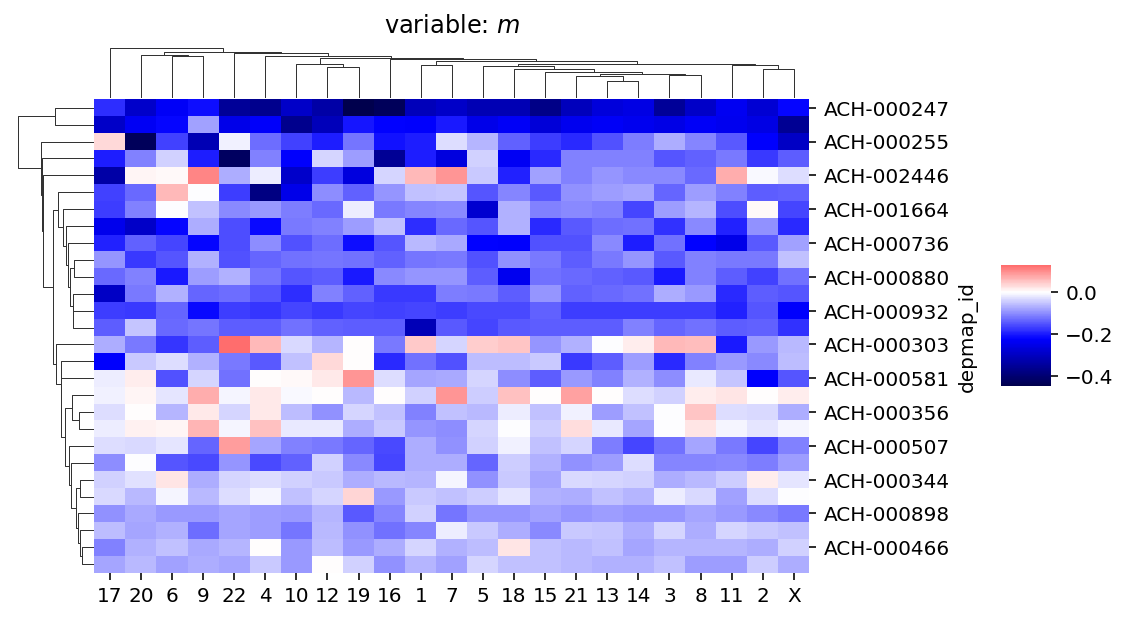 variable: m
ACH-000247
ACH-000255
ACH-002446
ACH-001664
ACH-000736
ACH-000880
ACH-000932
ACH-000303
ACH-000581
ACH-000356
ACH-000507
ACH-000344
ACH-000898
ACH-000466
depmap_id
0.0
−0.2
−0.4
17 20 6 9 22 4 10 12 19 16 1 7 5 18 15 21 13 14 3 8 11 2 X